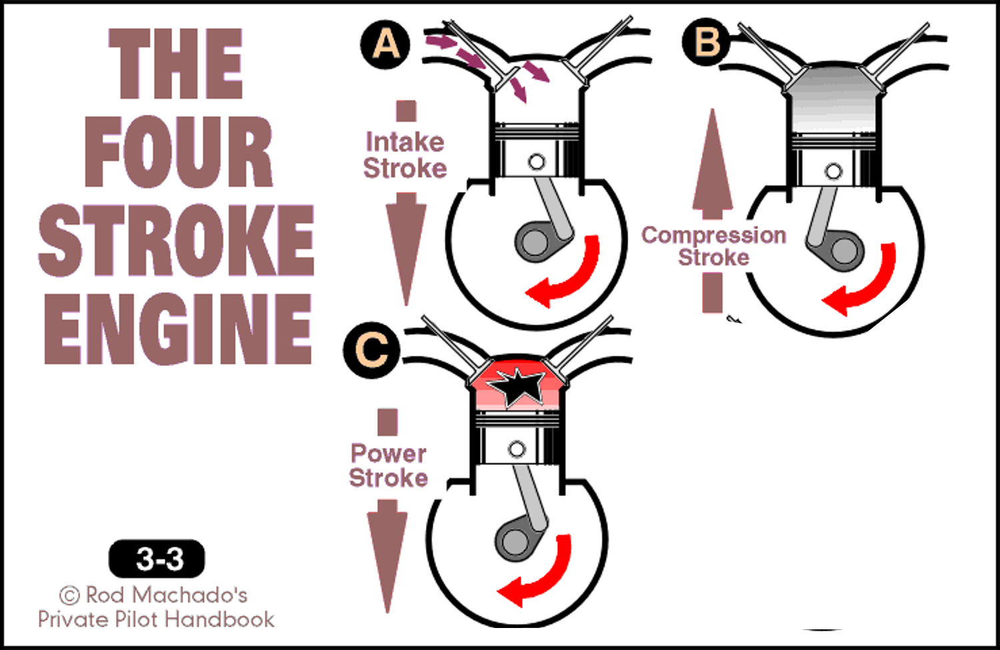 THE
FOUR
STROKE
ENGINE
A
Intake
Stroke
B
Compression
Stroke
C
Power
Stroke
3-3
© Rod Machado's
Private Pilot Handbook